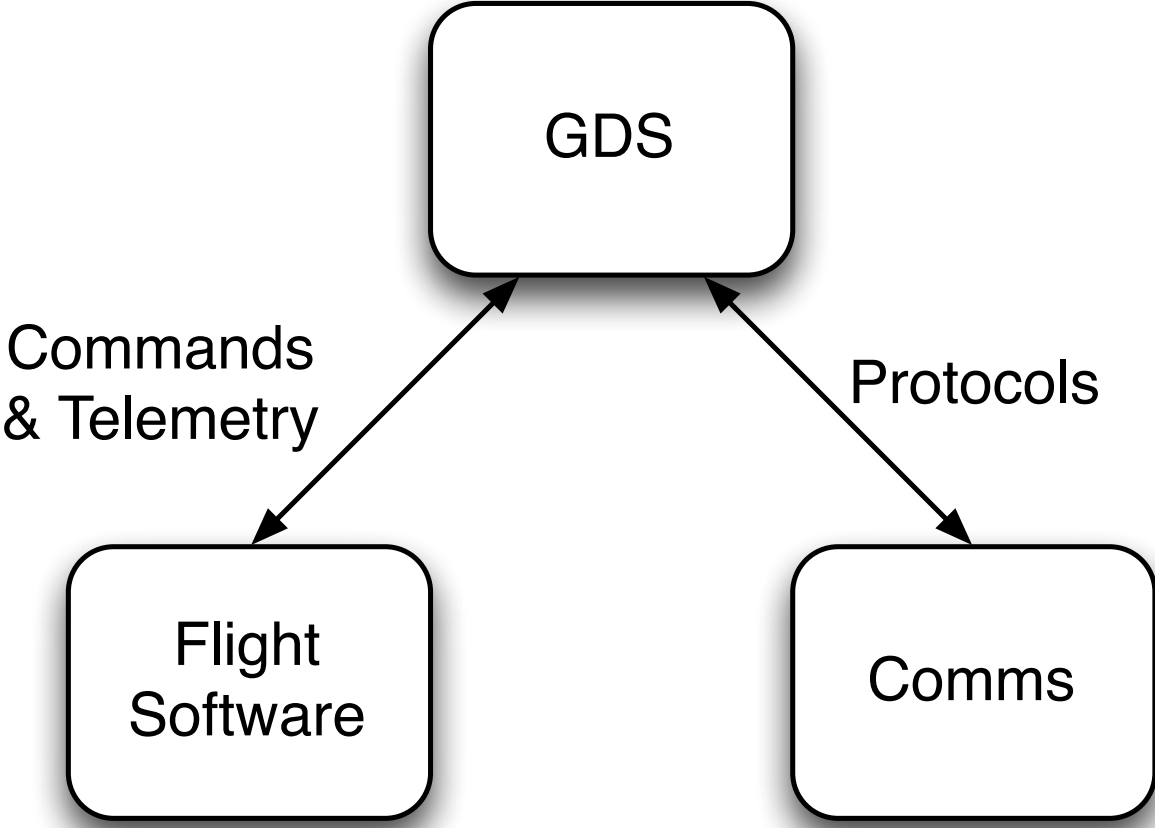 GDS
Commands
& Telemetry
Protocols
Flight
Software
Comms